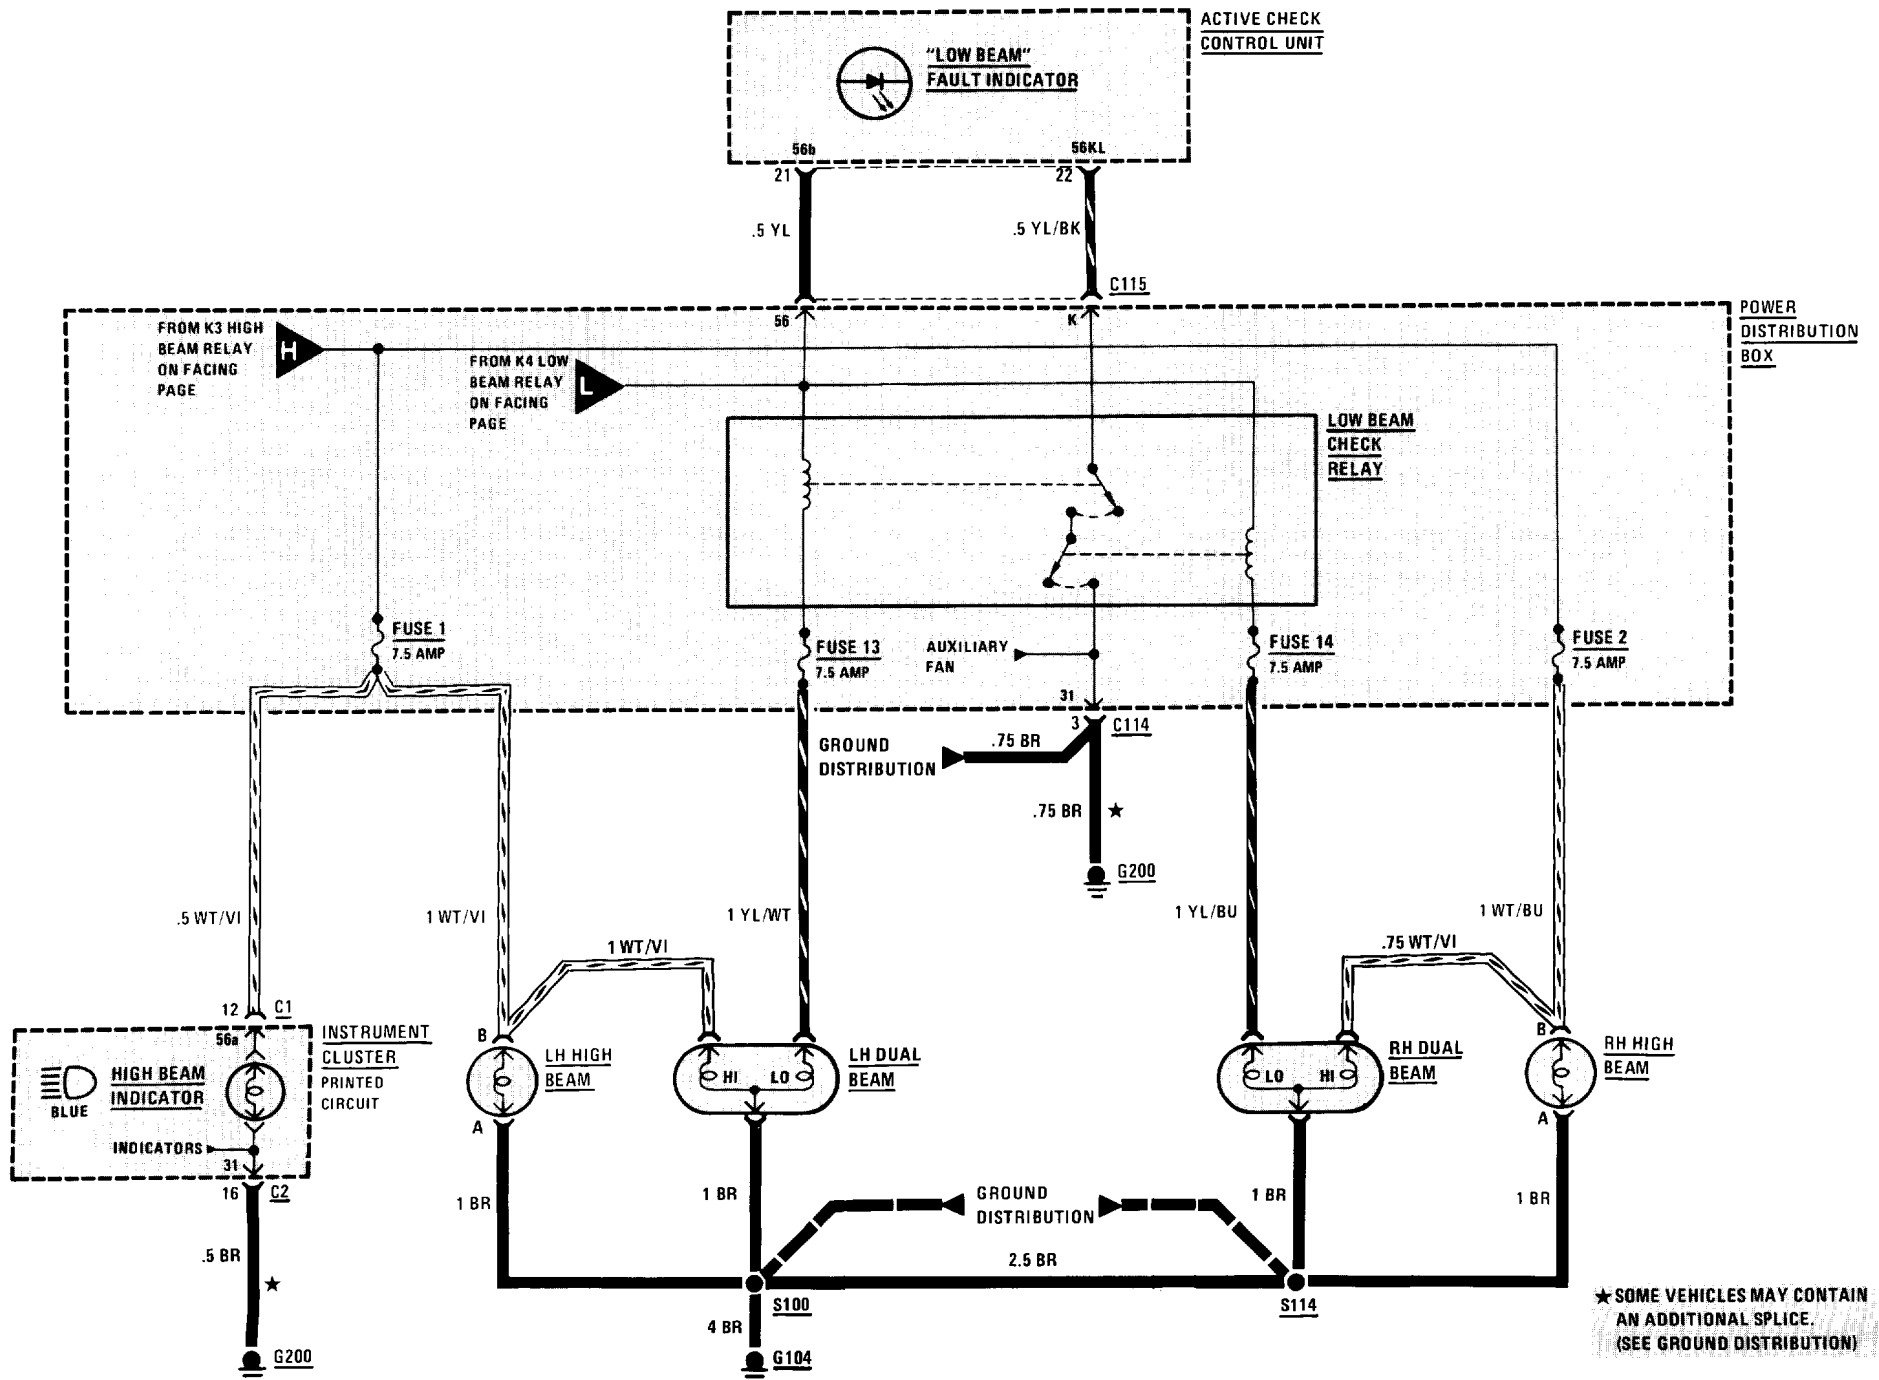 ACTIVE CHECK
CONTROL UNIT
"LOW BEAM"
FAULT INDICATOR
56b
56KL
21
22
.5 YL
.5 YL/BK
C115
POWER
DISTRIBUTION
BOX
56
K
FROM K3 HIGH
BEAM RELAY
ON FACING
PAGE
H
FROM K4 LOW
BEAM RELAY
ON FACING
PAGE
L
LOW BEAM
CHECK
RELAY
FUSE 1
7.5 AMP
FUSE 13
7.5 AMP
AUXILIARY
FAN
FUSE 14
7.5 AMP
FUSE 2
7.5 AMP
31
3
C114
GROUND
DISTRIBUTION
.75 BR
.75 BR ★
G200
.5 WT/VI
1 WT/VI
1 YL/WT
1 YL/BU
1 WT/BU
1 WT/VI
.75 WT/VI
12
C1
56a
INSTRUMENT
CLUSTER
PRINTED
CIRCUIT
BLUE
HIGH BEAM
INDICATOR
INDICATORS
31
16
C2
.5 BR
★
G200
B
LH HIGH
BEAM
A
HI
LO
LH DUAL
BEAM
LO
HI
RH DUAL
BEAM
B
RH HIGH
BEAM
A
1 BR
1 BR
1 BR
1 BR
GROUND
DISTRIBUTION
2.5 BR
S100
S114
4 BR
G104
★SOME VEHICLES MAY CONTAIN
AN ADDITIONAL SPLICE.
(SEE GROUND DISTRIBUTION)